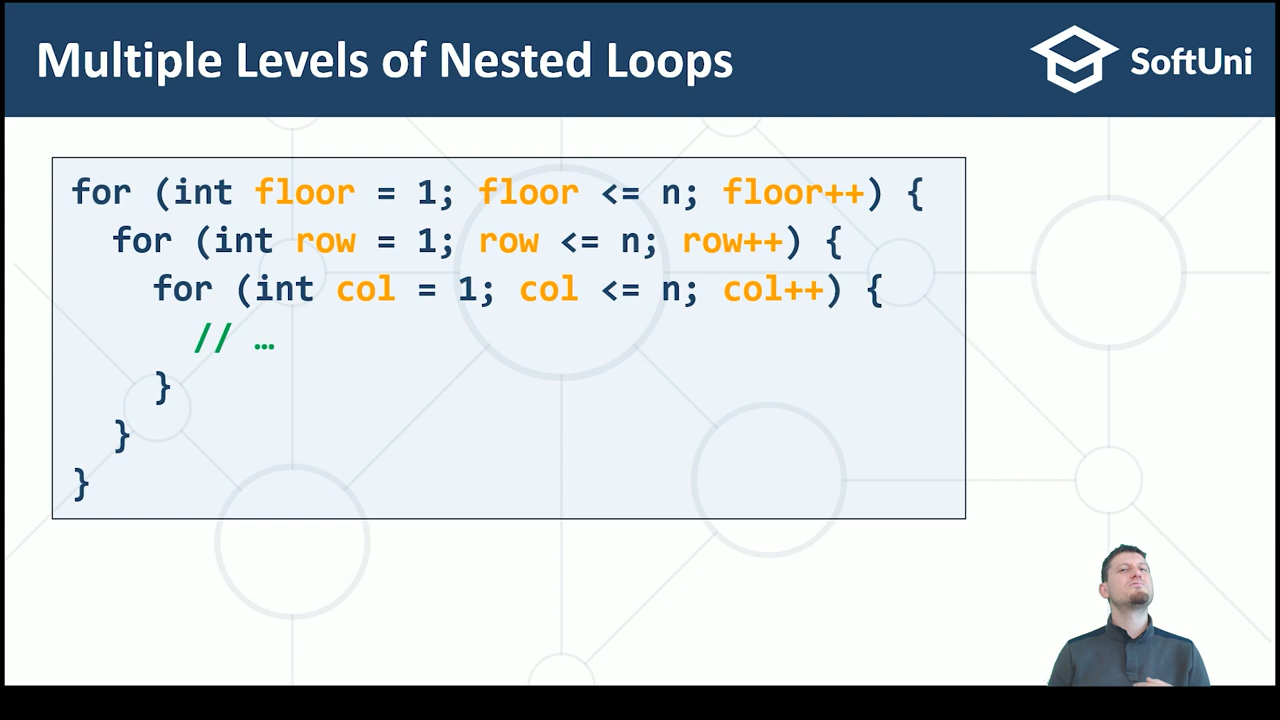 Multiple Levels of Nested Loops
SoftUni
for (int floor = 1; floor <= n; floor++) {
for (int row = 1; row <= n; row++) {
for (int col = 1; col <= n; col++) {
// …
}
}
}